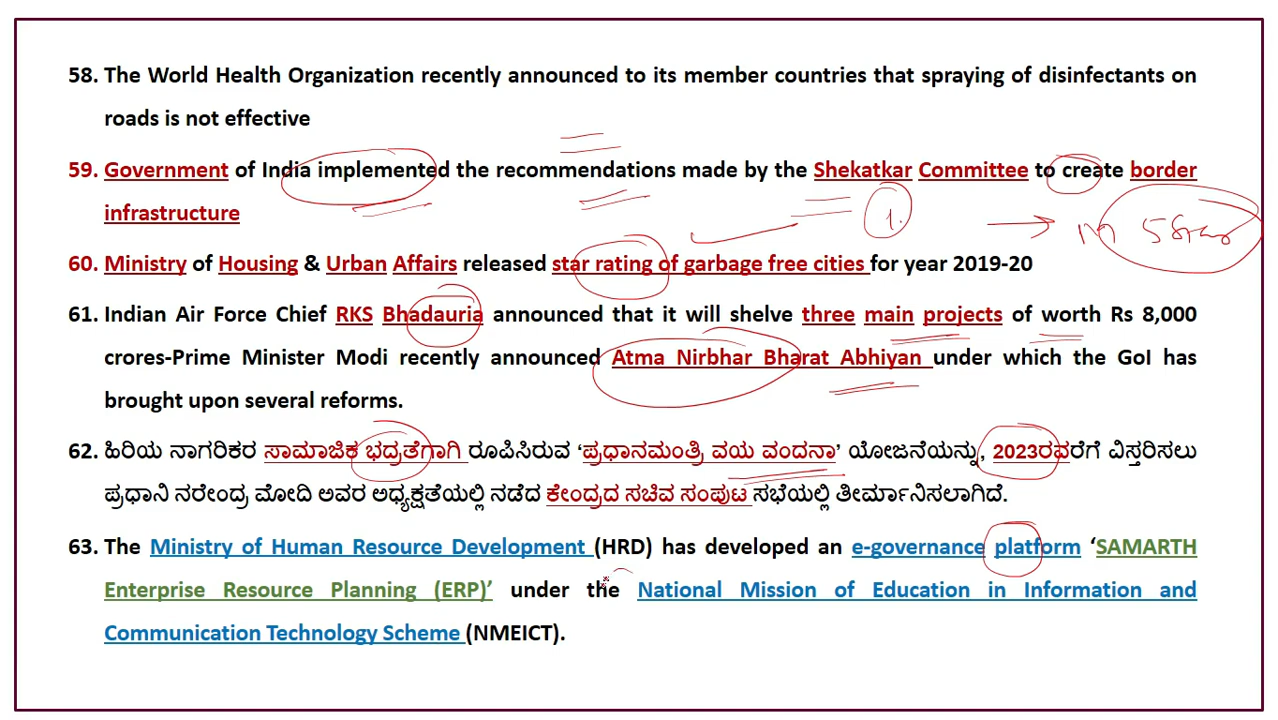 58. The World Health Organization recently announced to its member countries that spraying of disinfectants on
roads is not effective
59. Government of India implemented the recommendations made by the Shekatkar Committee to create border
infrastructure
1.
5 Star
60. Ministry of Housing & Urban Affairs released star rating of garbage free cities for year 2019-20
61. Indian Air Force Chief RKS Bhadauria announced that it will shelve three main projects of worth Rs 8,000
crores-Prime Minister Modi recently announced Atma Nirbhar Bharat Abhiyan under which the GoI has
brought upon several reforms.
62. ಹಿರಿಯ ನಾಗರಿಕರ ಸಾಮಾಜಿಕ ಭದ್ರತೆಗಾಗಿ ರೂಪಿಸಿರುವ ‘ಪ್ರಧಾನಮಂತ್ರಿ ವಯ ವಂದನಾ’ ಯೋಜನೆಯನ್ನು, 2023ರವರೆಗೆ ವಿಸ್ತರಿಸಲು
ಪ್ರಧಾನಿ ನರೇಂದ್ರ ಮೋದಿ ಅವರ ಅಧ್ಯಕ್ಷತೆಯಲ್ಲಿ ನಡೆದ ಕೇಂದ್ರದ ಸಚಿವ ಸಂಪುಟ ಸಭೆಯಲ್ಲಿ ತೀರ್ಮಾನಿಸಲಾಗಿದೆ.
63. The Ministry of Human Resource Development (HRD) has developed an e-governance platform ‘SAMARTH
Enterprise Resource Planning (ERP)’ under the National Mission of Education in Information and
Communication Technology Scheme (NMEICT).